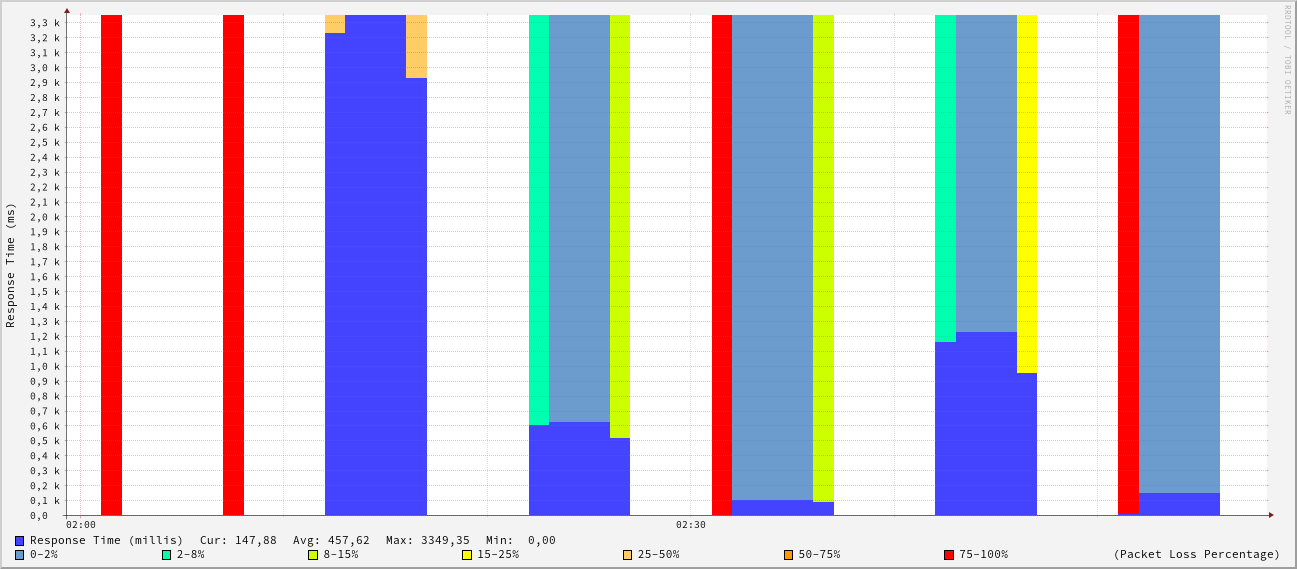 RRDTOOL / TOBI OETIKER
Response Time (ms)
3,3 k
3,2 k
3,1 k
3,0 k
2,9 k
2,8 k
2,7 k
2,6 k
2,5 k
2,4 k
2,3 k
2,2 k
2,1 k
2,0 k
1,9 k
1,8 k
1,7 k
1,6 k
1,5 k
1,4 k
1,3 k
1,2 k
1,1 k
1,0 k
0,9 k
0,8 k
0,7 k
0,6 k
0,5 k
0,4 k
0,3 k
0,2 k
0,1 k
0,0
02:00 02:30
Response Time (millis) Cur: 147,88 Avg: 457,62 Max: 3349,35 Min: 0,00
0-2% 2-8% 8-15% 15-25% 25-50% 50-75% 75-100% (Packet Loss Percentage)